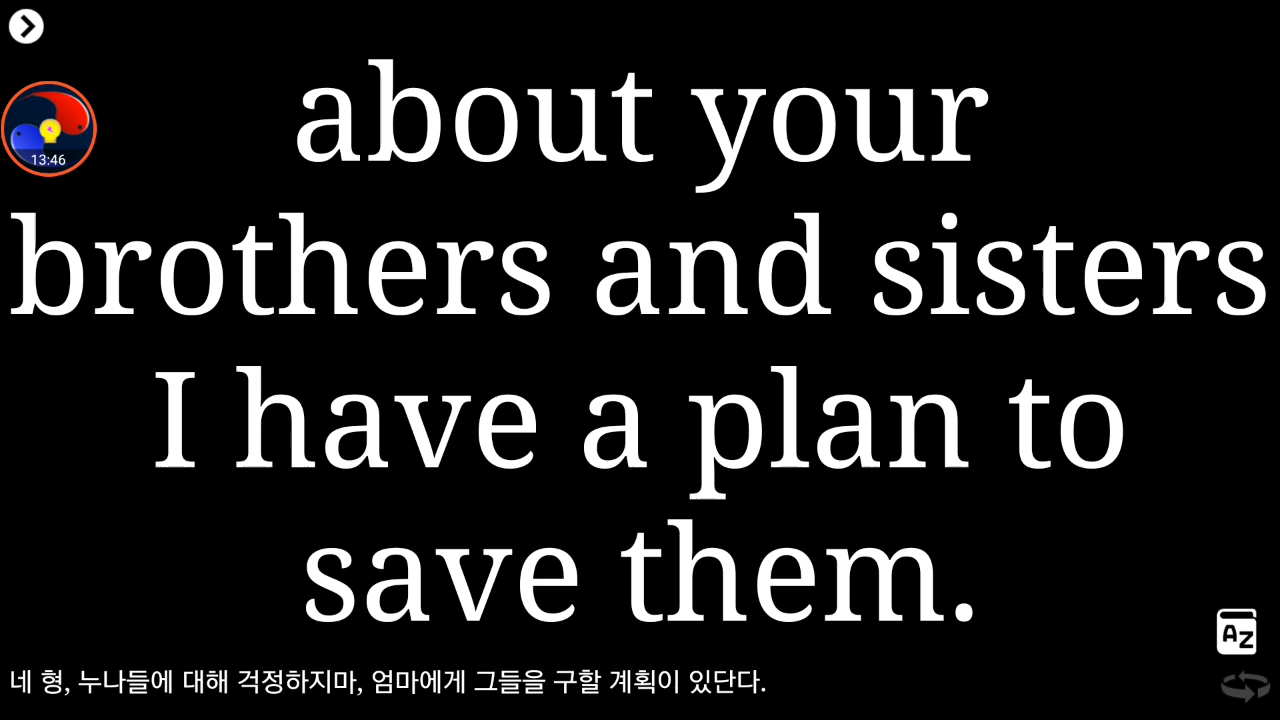 about your
13:46
brothers and sisters
I have a plan to
save them.
AZ
네 형, 누나들에 대해 걱정하지마, 엄마에게 그들을 구할 계획이 있단다.